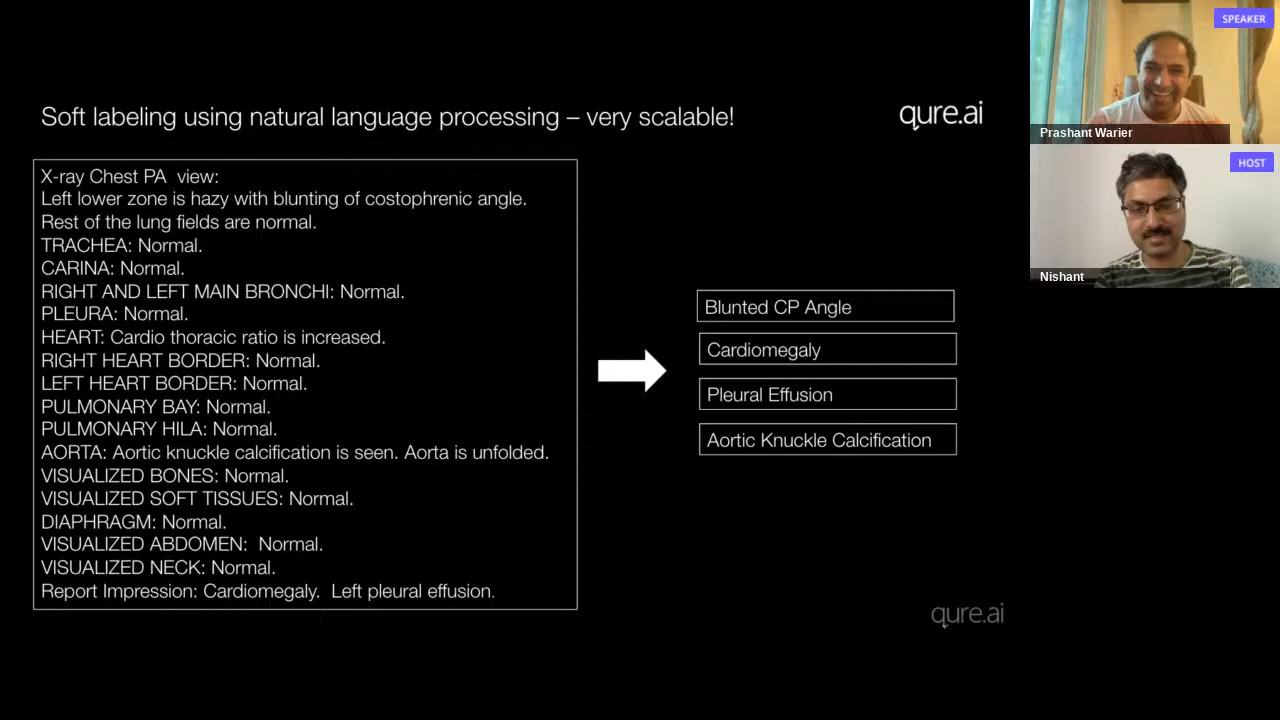 Soft labeling using natural language processing – very scalable!
qure.ai
X-ray Chest PA view:
Left lower zone is hazy with blunting of costophrenic angle.
Rest of the lung fields are normal.
TRACHEA: Normal.
CARINA: Normal.
RIGHT AND LEFT MAIN BRONCHI: Normal.
PLEURA: Normal.
HEART: Cardio thoracic ratio is increased.
RIGHT HEART BORDER: Normal.
LEFT HEART BORDER: Normal.
PULMONARY BAY: Normal.
PULMONARY HILA: Normal.
AORTA: Aortic knuckle calcification is seen. Aorta is unfolded.
VISUALIZED BONES: Normal.
VISUALIZED SOFT TISSUES: Normal.
DIAPHRAGM: Normal.
VISUALIZED ABDOMEN: Normal.
VISUALIZED NECK: Normal.
Report Impression: Cardiomegaly. Left pleural effusion.
Blunted CP Angle
Cardiomegaly
Pleural Effusion
Aortic Knuckle Calcification
qure.ai
SPEAKER
Prashant Warier
HOST
Nishant